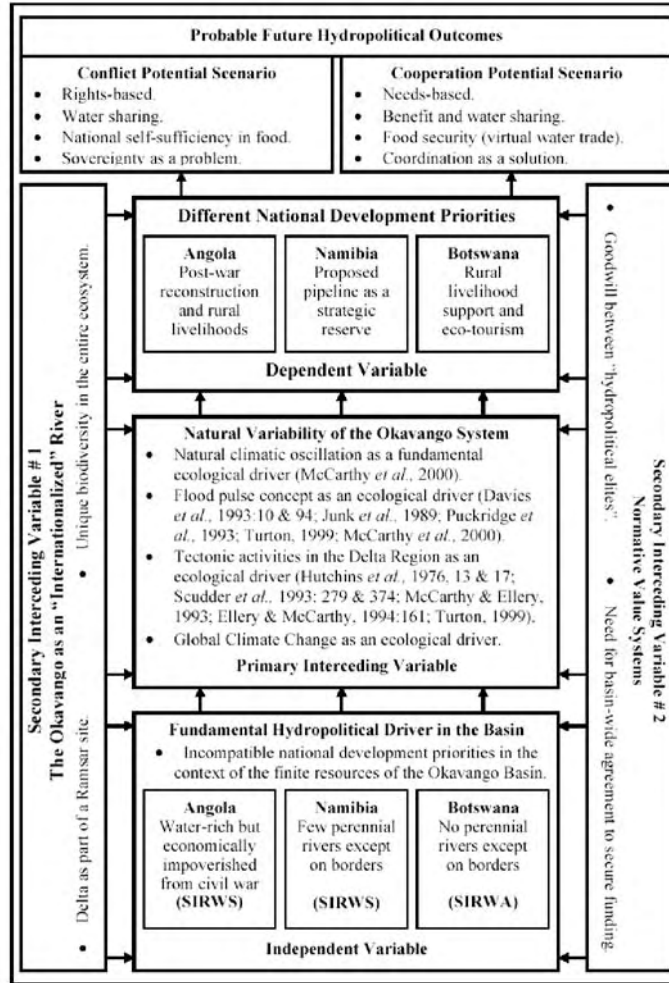 Probable Future Hydropolitical Outcomes
Conflict Potential Scenario
• Rights-based.
• Water sharing.
• National self-sufficiency in food.
• Sovereignty as a problem.
Cooperation Potential Scenario
• Needs-based.
• Benefit and water sharing.
• Food security (virtual water trade).
• Coordination as a solution.
Secondary Interceding Variable # 1
The Okavango as an "Internationalized" River
• Delta as part of a Ramsar site.
• Unique biodiversity in the entire ecosystem.
Different National Development Priorities
Angola
Post-war
reconstruction
and rural
livelihoods
Namibia
Proposed
pipeline as a
strategic
reserve
Botswana
Rural
livelihood
support and
eco-tourism
Dependent Variable
Natural Variability of the Okavango System
• Natural climatic oscillation as a fundamental
ecological driver (McCarthy et al., 2000).
• Flood pulse concept as an ecological driver (Davies
et al., 1993:10 & 94; Junk et al., 1989; Puckridge
et al., 1993; Turton, 1999; McCarthy et al., 2000).
• Tectonic activities in the Delta Region as an
ecological driver (Hutchins et al., 1976, 13 & 17;
Scudder et al., 1993: 279 & 374; McCarthy & Ellery,
1993; Ellery & McCarthy, 1994:161; Turton, 1999).
• Global Climate Change as an ecological driver.
Primary Interceding Variable
Fundamental Hydropolitical Driver in the Basin
• Incompatible national development priorities in the
context of the finite resources of the Okavango Basin.
Angola
Water-rich but
economically
impoverished
from civil war
(SIRWS)
Namibia
Few perennial
rivers except
on borders
(SIRWS)
Botswana
No perennial
rivers except
on borders
(SIRWA)
Independent Variable
Secondary Interceding Variable # 2
Normative Value Systems
• Goodwill between "hydropolitical elites".
• Need for basin-wide agreement to secure funding.